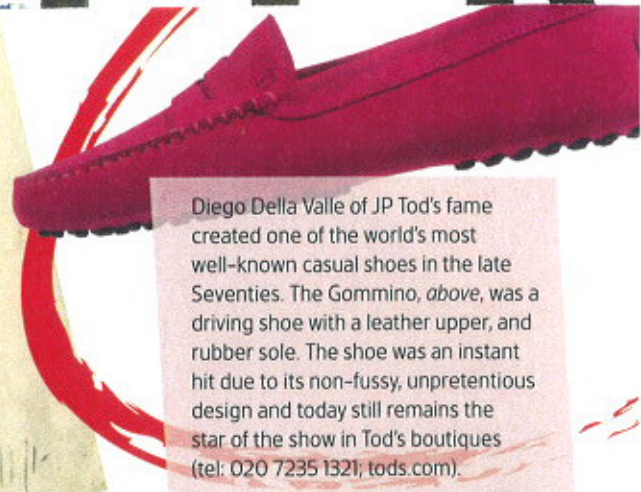 Diego Della Valle of JP Tod's fame
created one of the world's most
well-known casual shoes in the late
Seventies. The Gommino, above, was a
driving shoe with a leather upper, and
rubber sole. The shoe was an instant
hit due to its non-fussy, unpretentious
design and today still remains the
star of the show in Tod's boutiques
(tel: 020 7235 1321; tods.com).